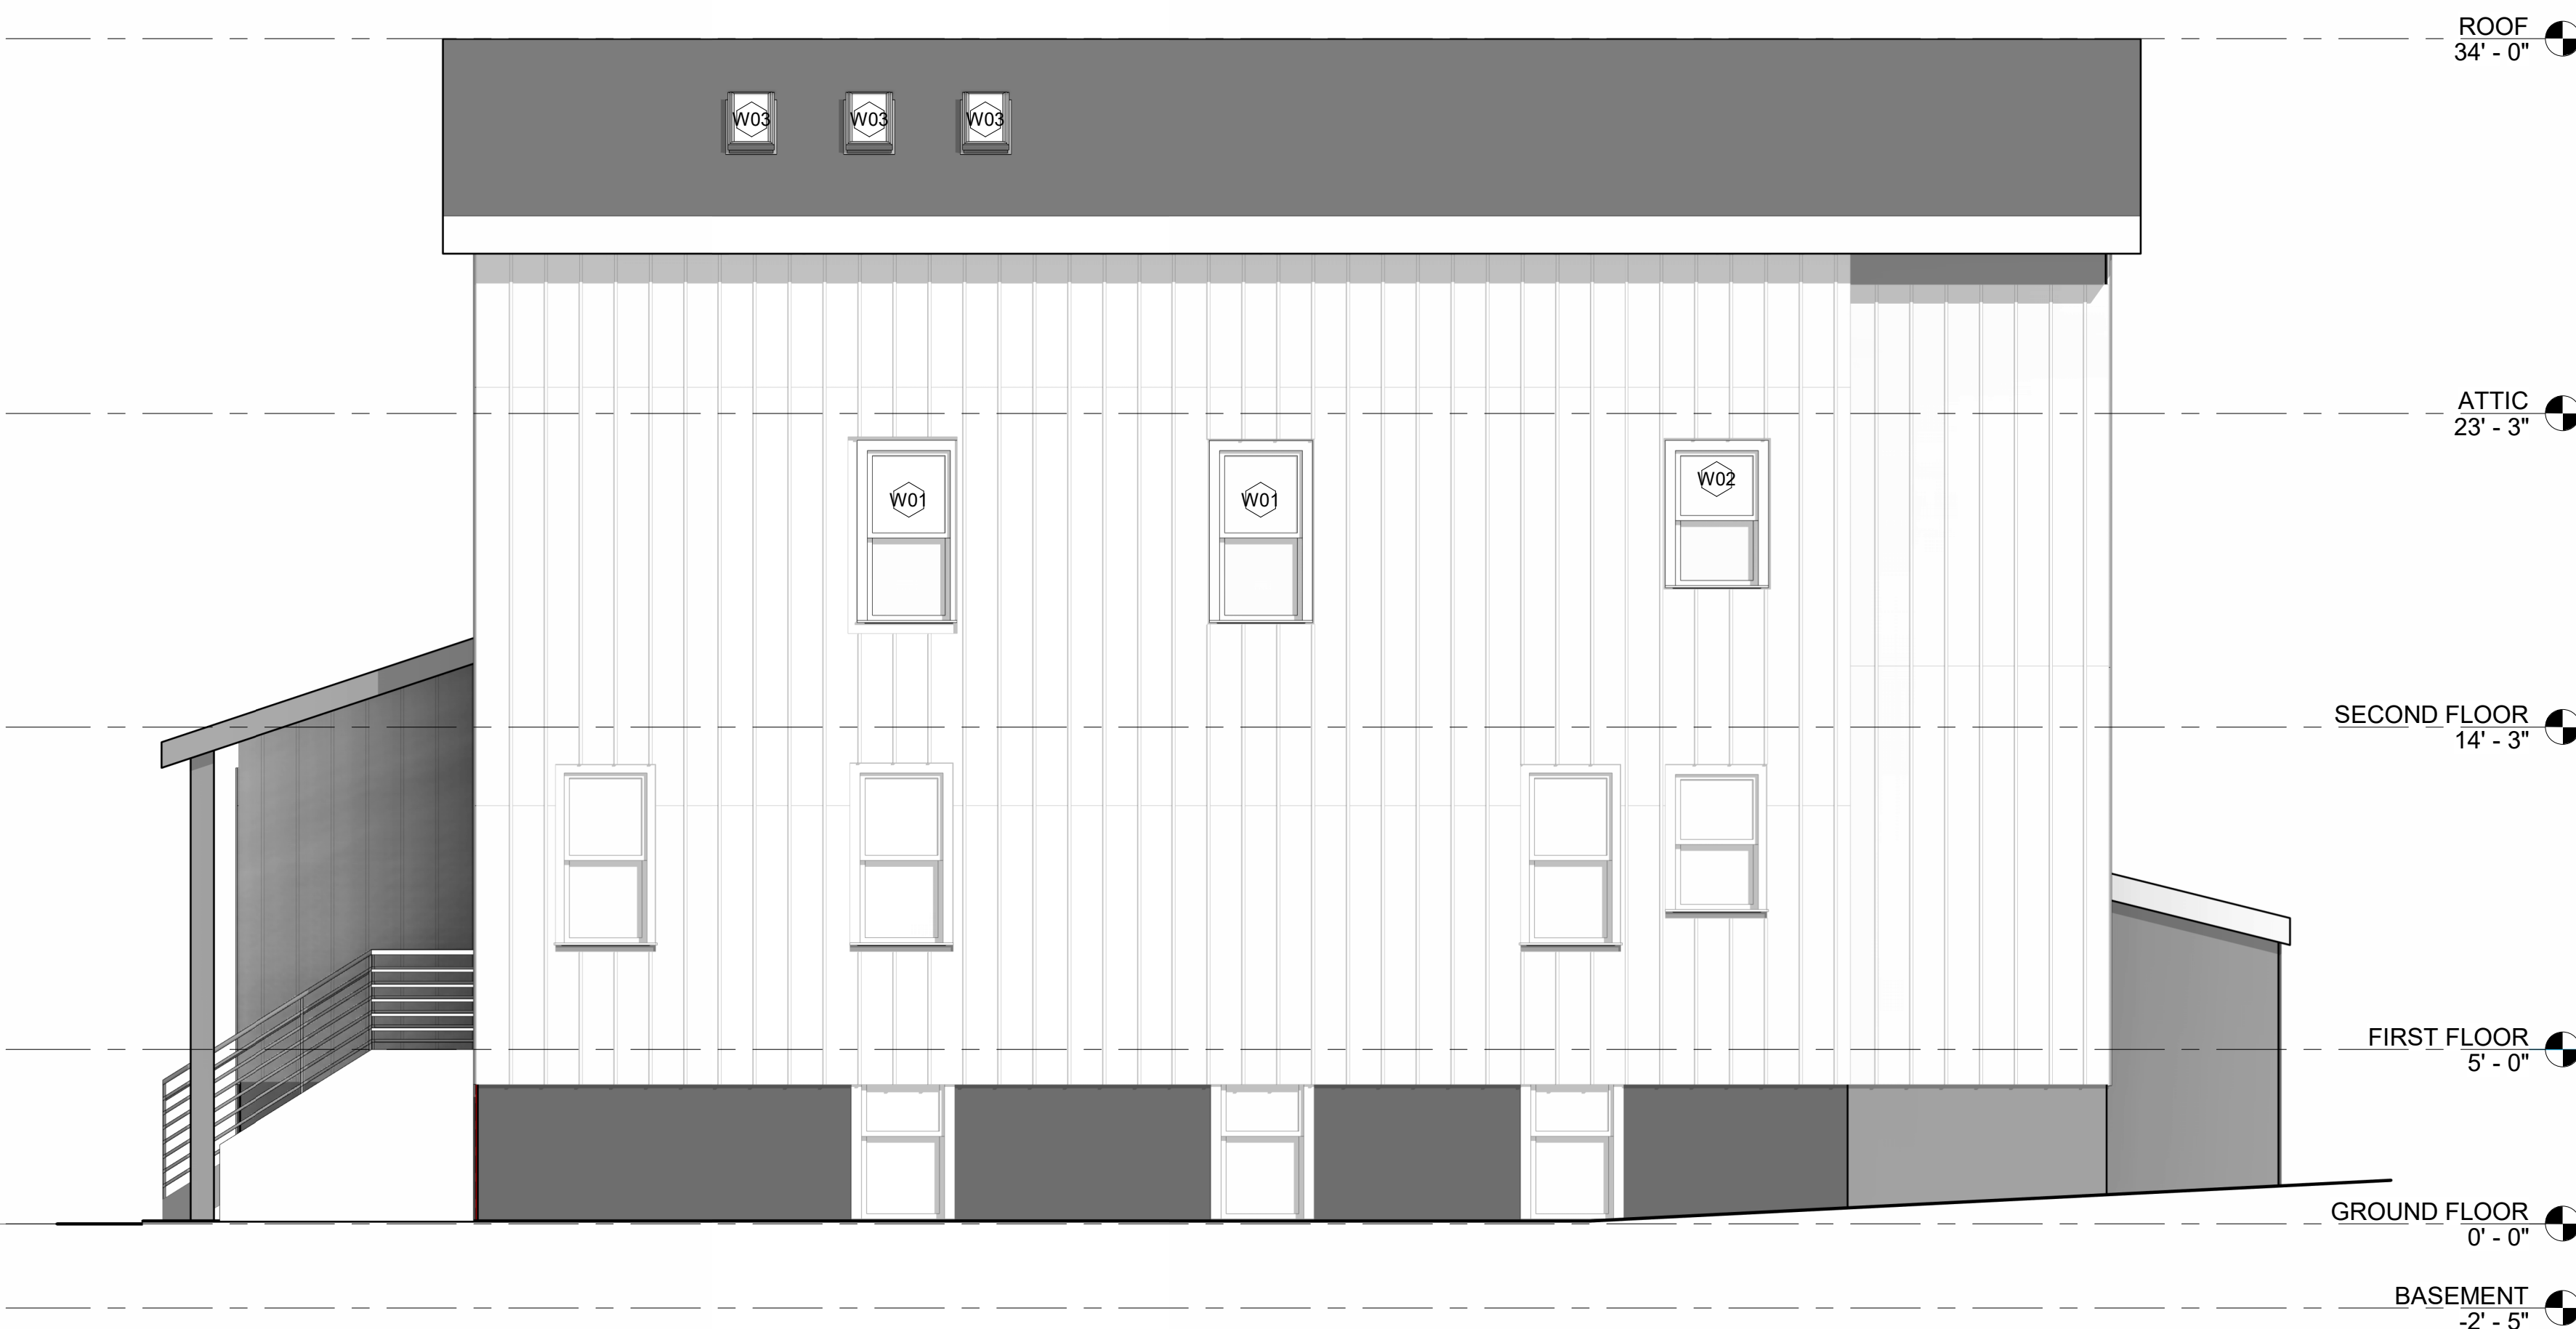 ROOF
34' - 0"
W03 W03 W03
ATTIC
23' - 3"
W01 W01 W02
SECOND FLOOR
14' - 3"
FIRST FLOOR
5' - 0"
GROUND FLOOR
0' - 0"
BASEMENT
-2' - 5"